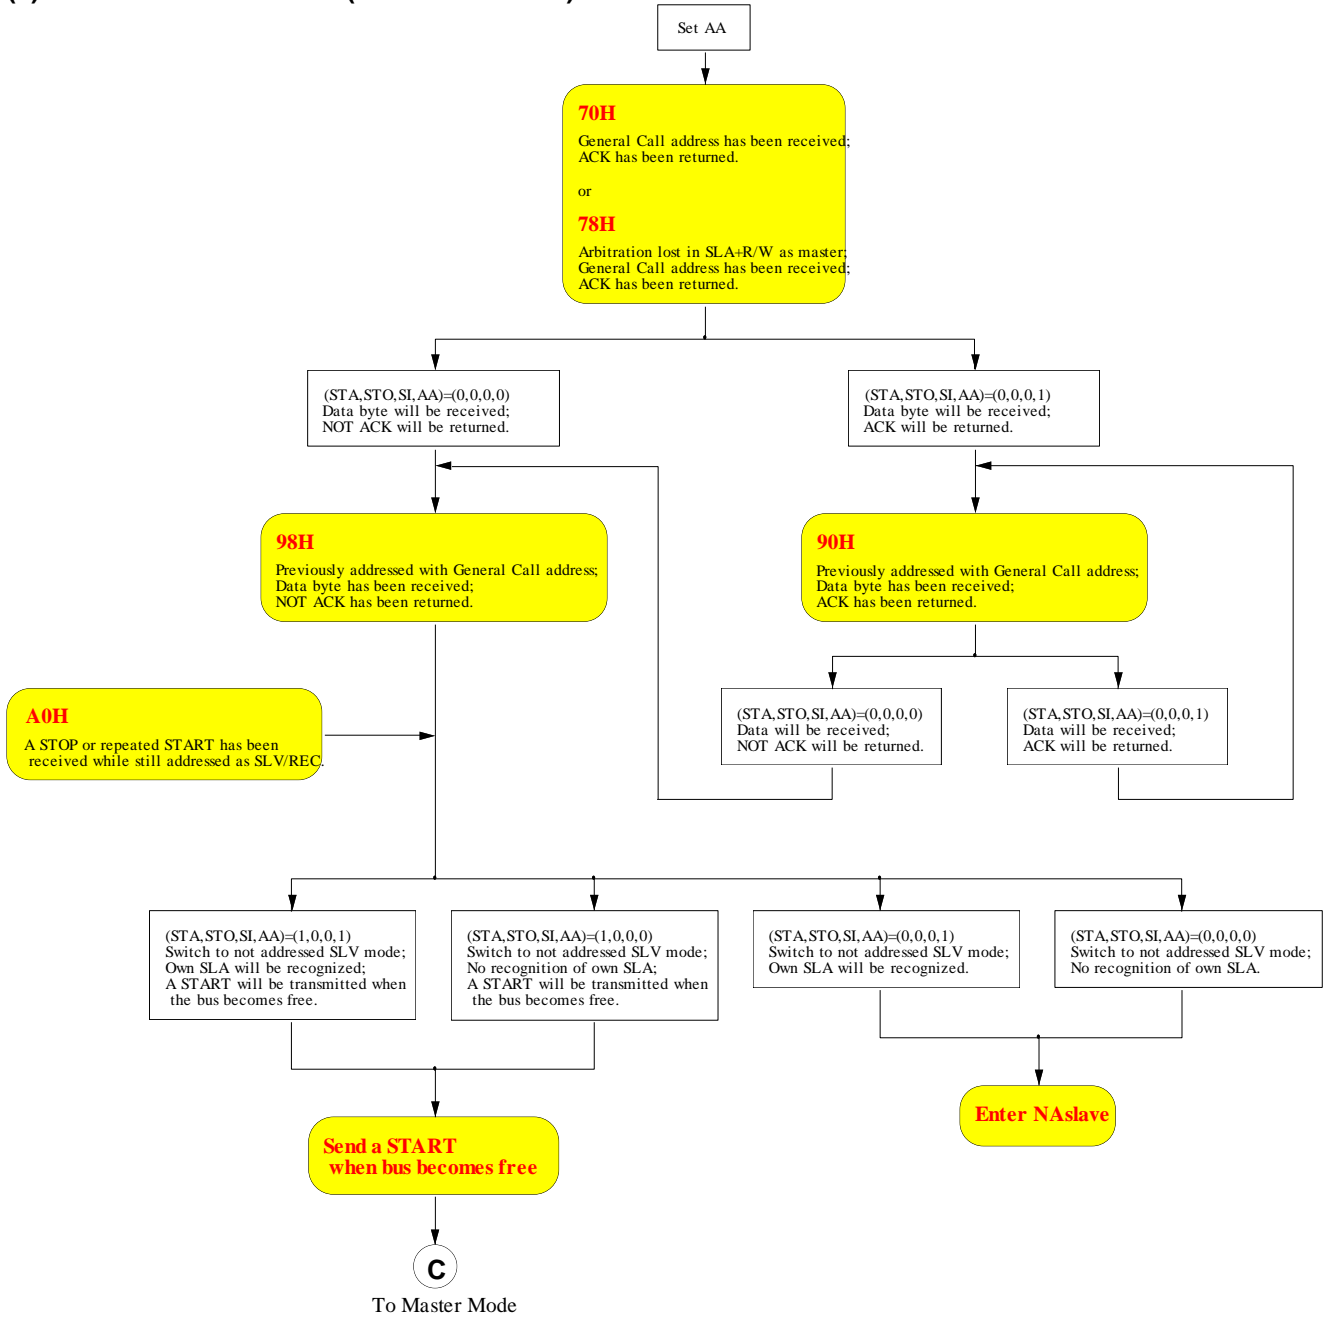 Set AA
70H
General Call address has been received;
ACK has been returned.
or
78H
Arbitration lost in SLA+R/W as master;
General Call address has been received;
ACK has been returned.
(STA,STO,SI,AA)=(0,0,0,0)
Data byte will be received;
NOT ACK will be returned.
(STA,STO,SI,AA)=(0,0,0,1)
Data byte will be received;
ACK will be returned.
98H
Previously addressed with General Call address;
Data byte has been received;
NOT ACK has been returned.
90H
Previously addressed with General Call address;
Data byte has been received;
ACK has been returned.
A0H
A STOP or repeated START has been
received while still addressed as SLV/REC.
(STA,STO,SI,AA)=(0,0,0,0)
Data will be received;
NOT ACK will be returned.
(STA,STO,SI,AA)=(0,0,0,1)
Data will be received;
ACK will be returned.
(STA,STO,SI,AA)=(1,0,0,1)
Switch to not addressed SLV mode;
Own SLA will be recognized;
A START will be transmitted when
the bus becomes free.
(STA,STO,SI,AA)=(1,0,0,0)
Switch to not addressed SLV mode;
No recognition of own SLA;
A START will be transmitted when
the bus becomes free.
(STA,STO,SI,AA)=(0,0,0,1)
Switch to not addressed SLV mode;
Own SLA will be recognized.
(STA,STO,SI,AA)=(0,0,0,0)
Switch to not addressed SLV mode;
No recognition of own SLA.
Enter NAslave
Send a START
when bus becomes free
C
To Master Mode